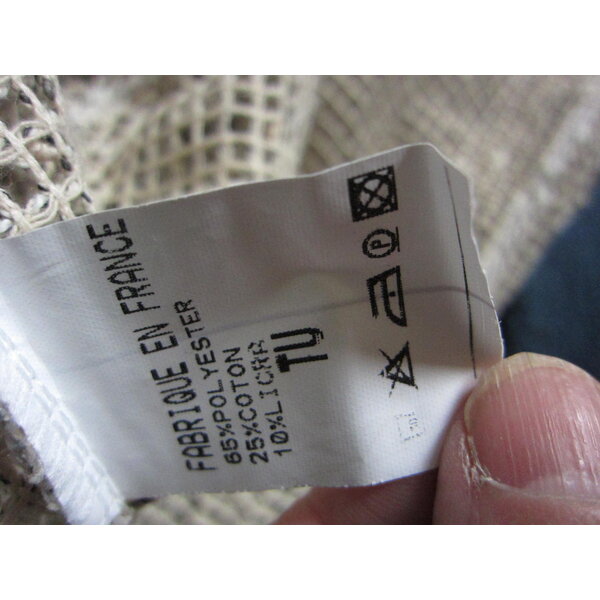 FABRIQUE EN FRANCE
65%POLYESTER
25%COTON
10%LICRA
TU
P